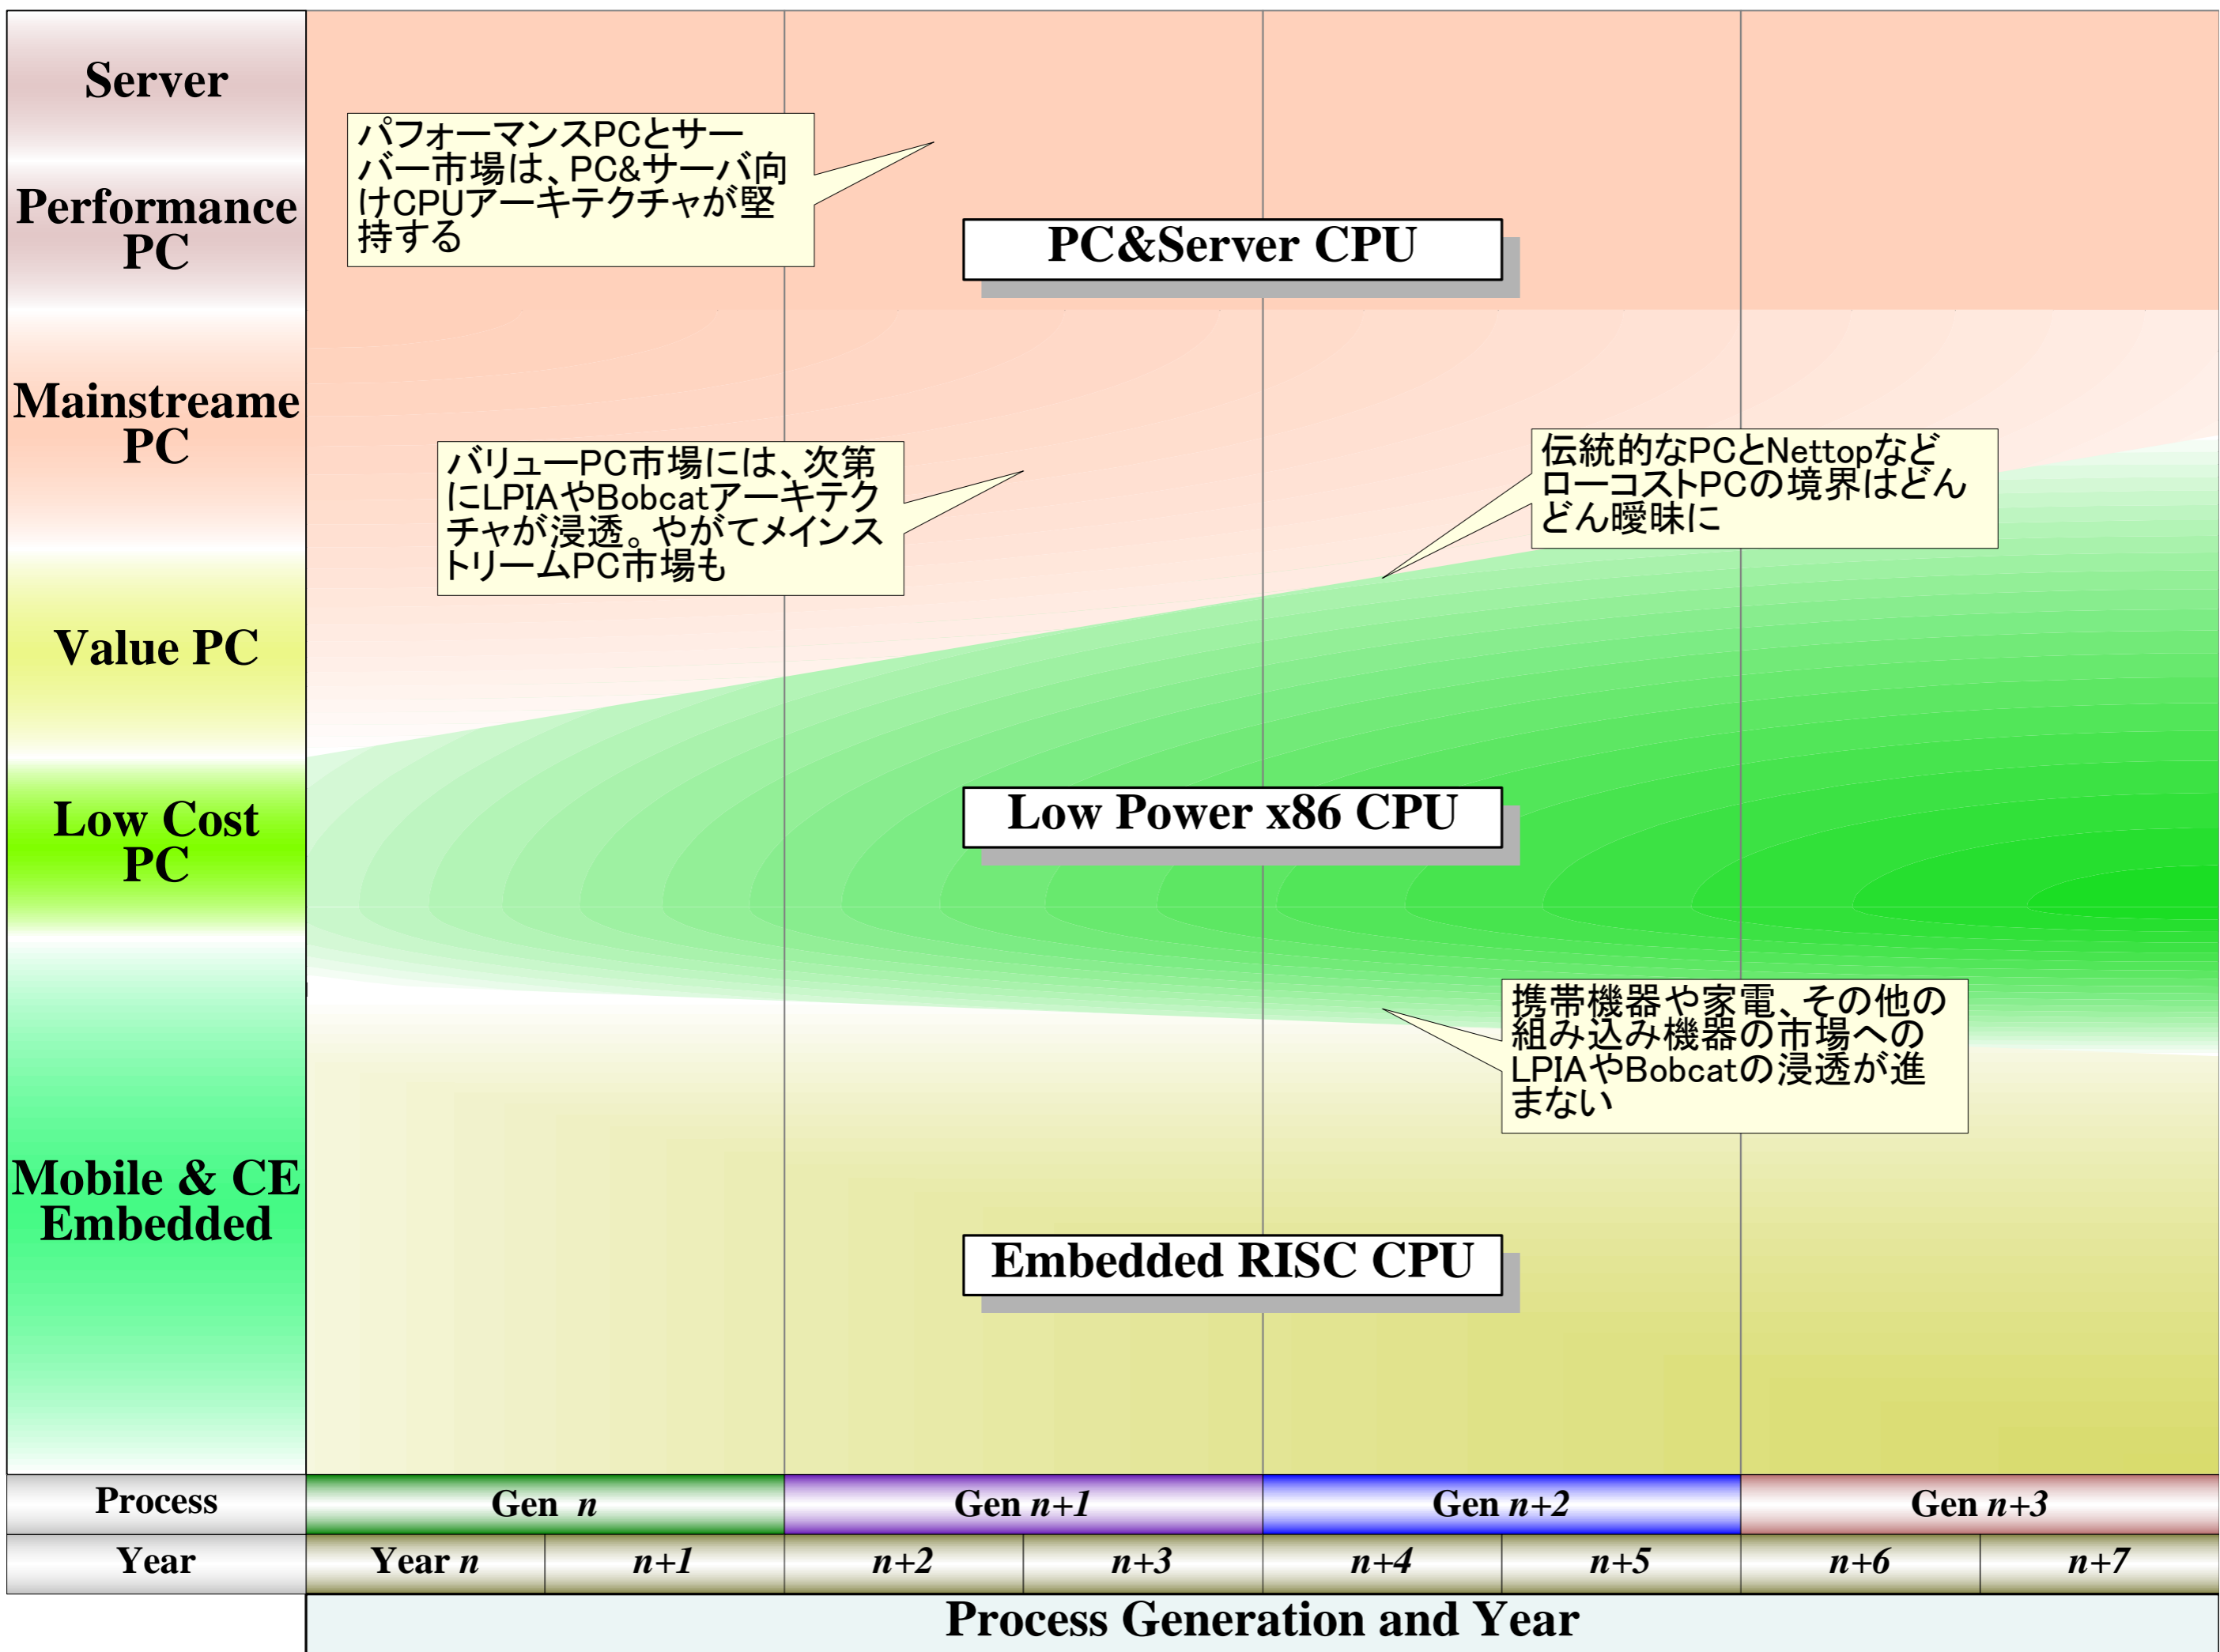 Server
Performance
PC
Mainstreame
PC
Value PC
Low Cost
PC
Mobile & CE
Embedded
パフォーマンスPCとサー
バー市場は、PC&サーバ向
けCPUアーキテクチャが堅
持する
PC&Server CPU
バリューPC市場には、次第
にLPIAやBobcatアーキテク
チャが浸透。やがてメインス
トリームPC市場も
伝統的なPCとNettopなど
ローコストPCの境界はどん
どん曖昧に
Low Power x86 CPU
携帯機器や家電、その他の
組み込み機器の市場への
LPIAやBobcatの浸透が進
まない
Embedded RISC CPU
Process
Gen n
Gen n+1
Gen n+2
Gen n+3
Year
Year n
n+1
n+2
n+3
n+4
n+5
n+6
n+7
Process Generation and Year